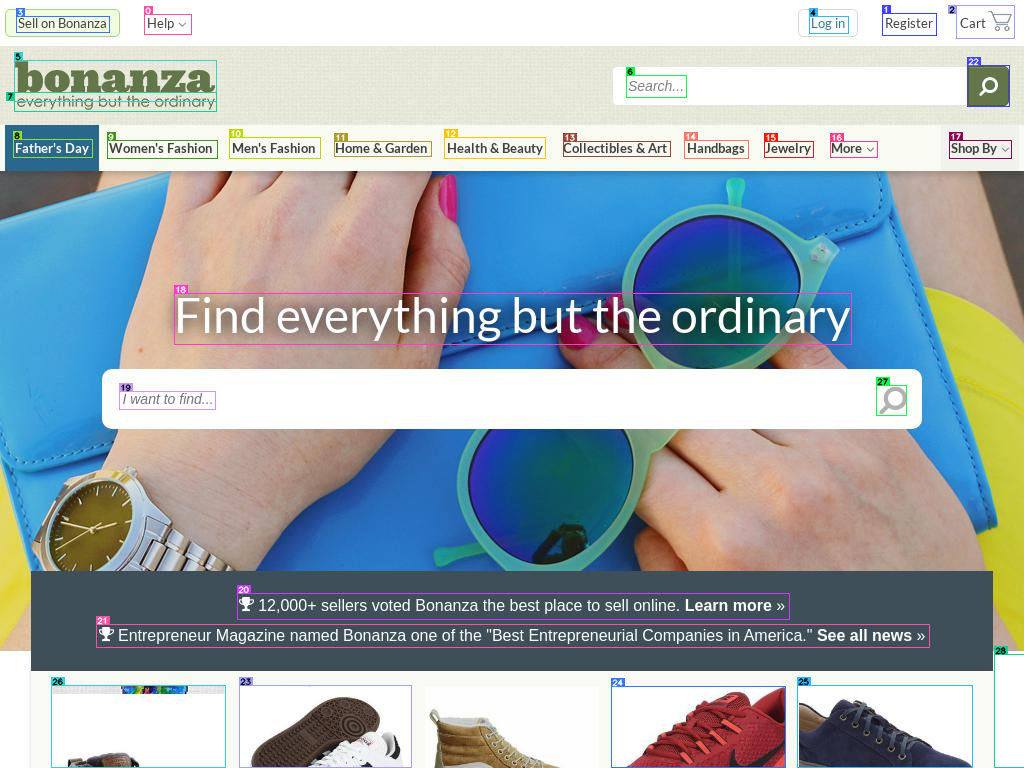 Sell on Bonanza
Help
Log in
Register
Cart
bonanza
everything but the ordinary
Search...
Father's Day
Women's Fashion
Men's Fashion
Home & Garden
Health & Beauty
Collectibles & Art
Handbags
Jewelry
More
Shop By
Find everything but the ordinary
I want to find...
12,000+ sellers voted Bonanza the best place to sell online. Learn more »
Entrepreneur Magazine named Bonanza one of the "Best Entrepreneurial Companies in America." See all news »
3
0
4
1
2
5
6
22
7
8
9
10
11
12
13
14
15
16
17
18
19
27
20
21
28
26
23
24
25